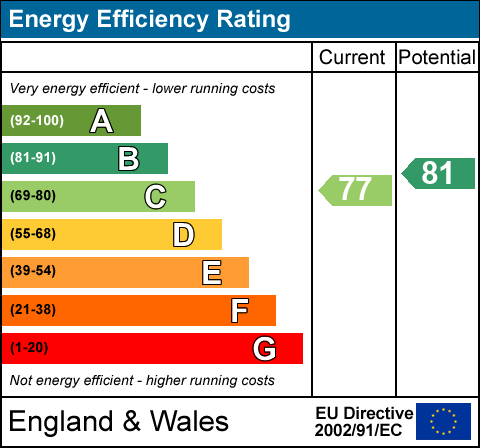 Energy Efficiency Rating
Current Potential
Very energy efficient - lower running costs
(92-100) A
(81-91) B
(69-80) C
(55-68) D
(39-54) E
(21-38) F
(1-20) G
77
81
Not energy efficient - higher running costs
England & Wales
EU Directive
2002/91/EC